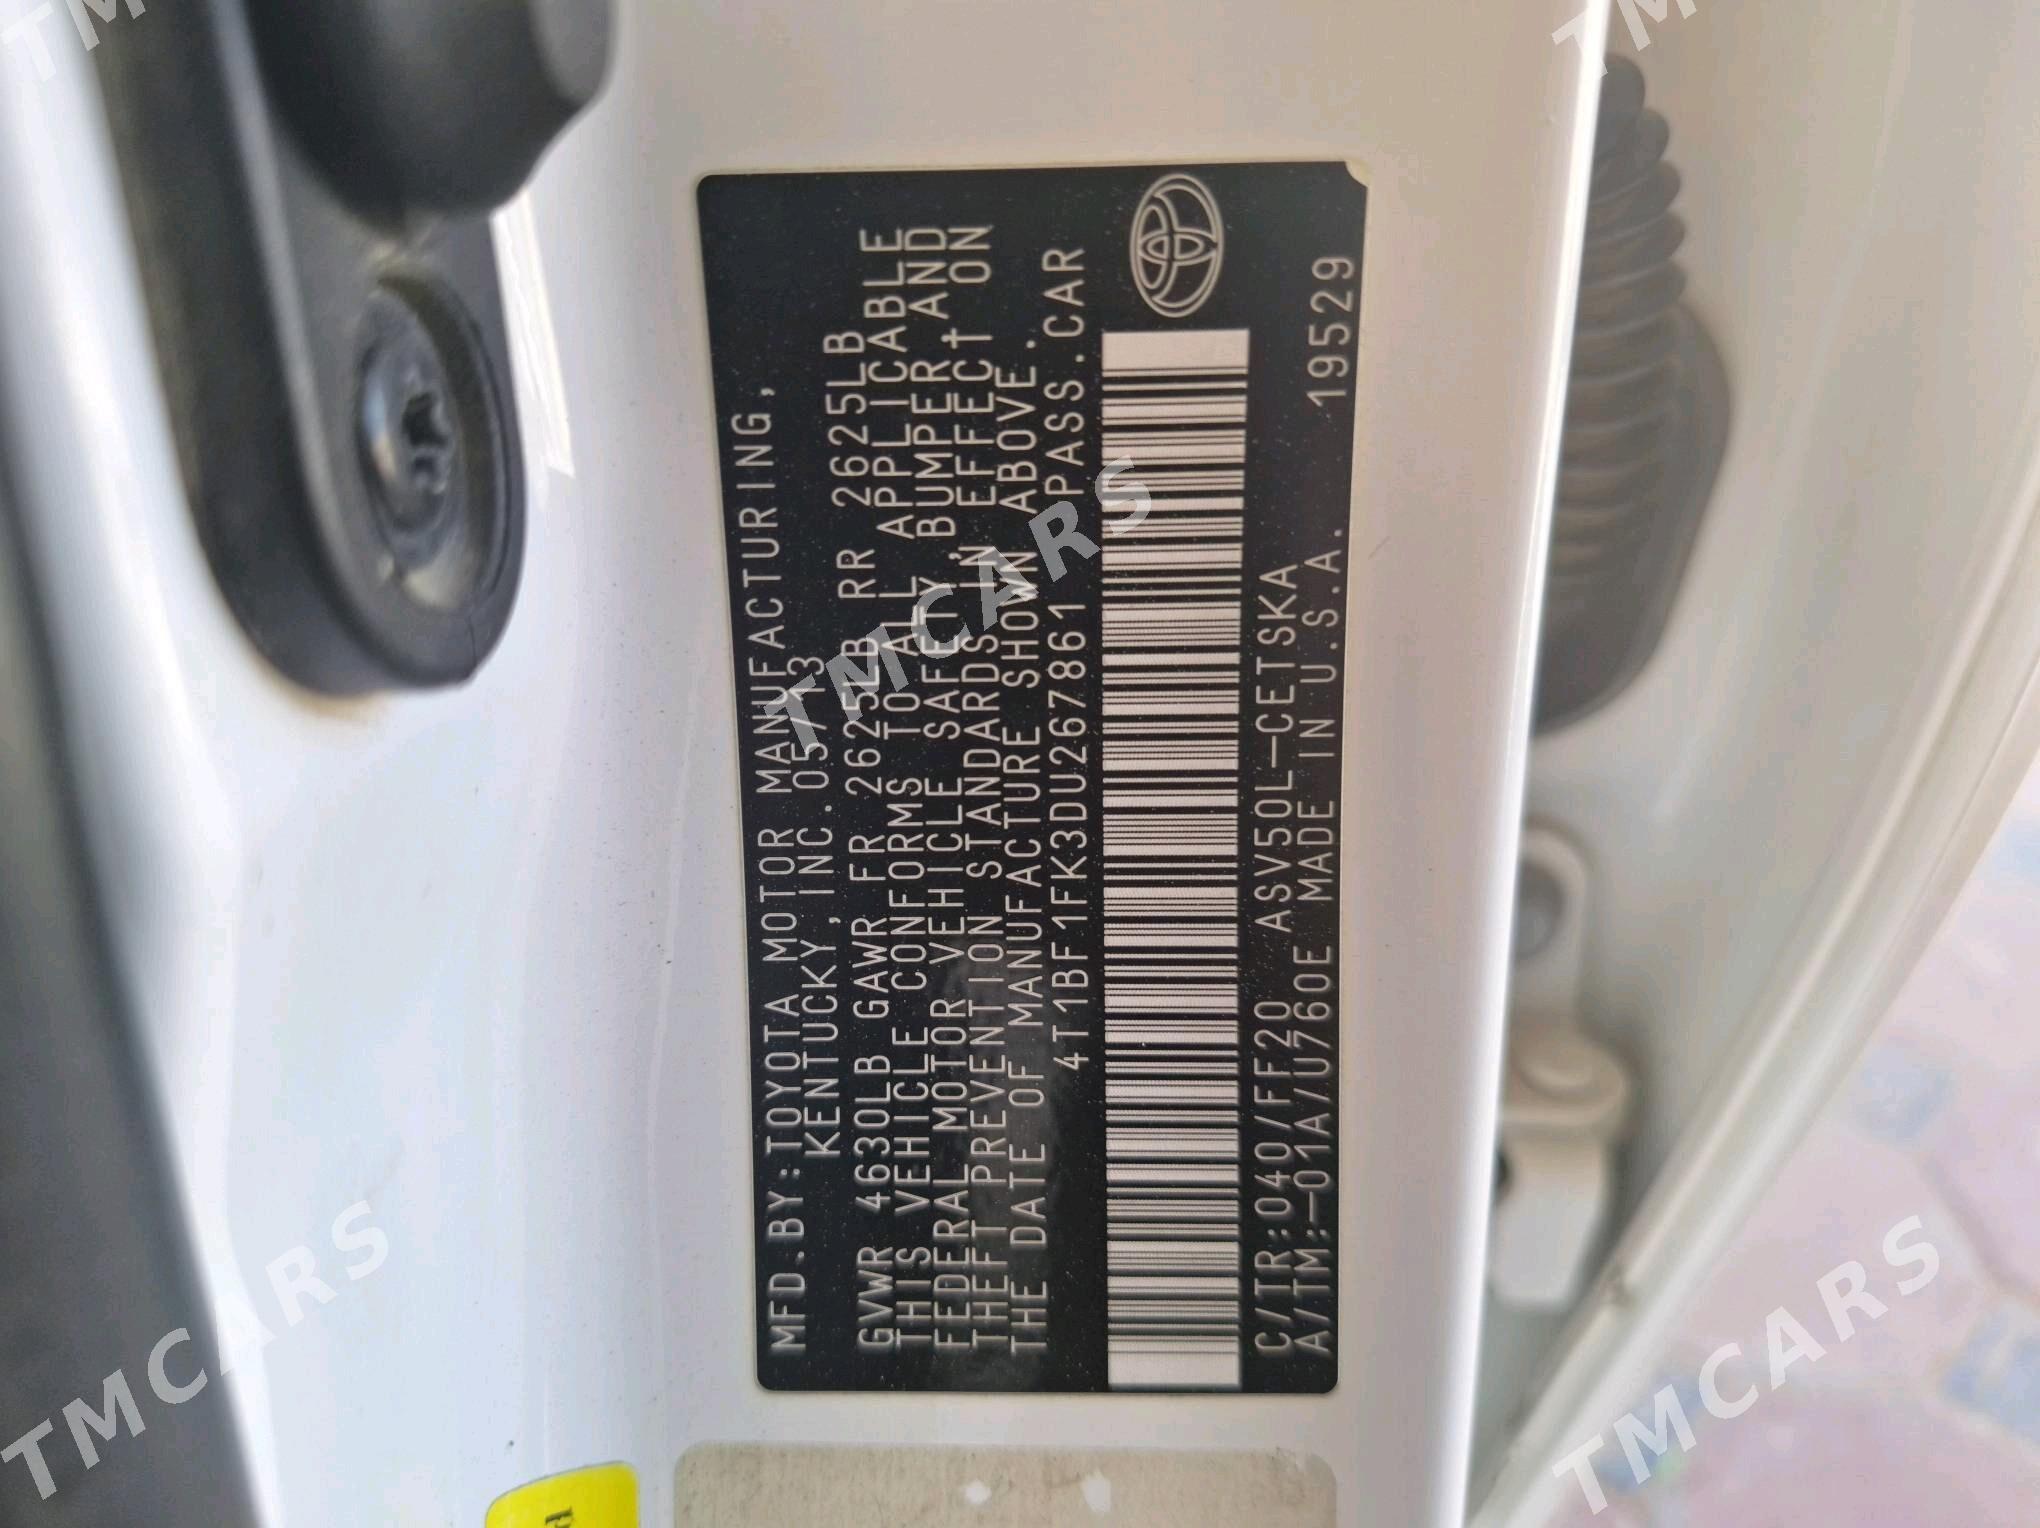 MFD.BY:TOYOTA MOTOR MANUFACTURING,
KENTUCKY,INC.05/13
GVWR 4630LB GAWR FR 2625LB RR 2625LB
THIS VEHICLE CONFORMS TO ALL APPLICABLE
FEDERAL MOTOR VEHICLE SAFETY, BUMPER AND
THEFT PREVENTION STANDARDS IN EFFECT ON
THE DATE OF MANUFACTURE SHOWN ABOVE.
4T1BF1FK3DU267861 PASS.CAR
C/TR:040/FF20 ASV50L-CETSKA
A/TM:-01A/U760E MADE IN U.S.A. 19529
TMCARS
TMCARS
TMCARS